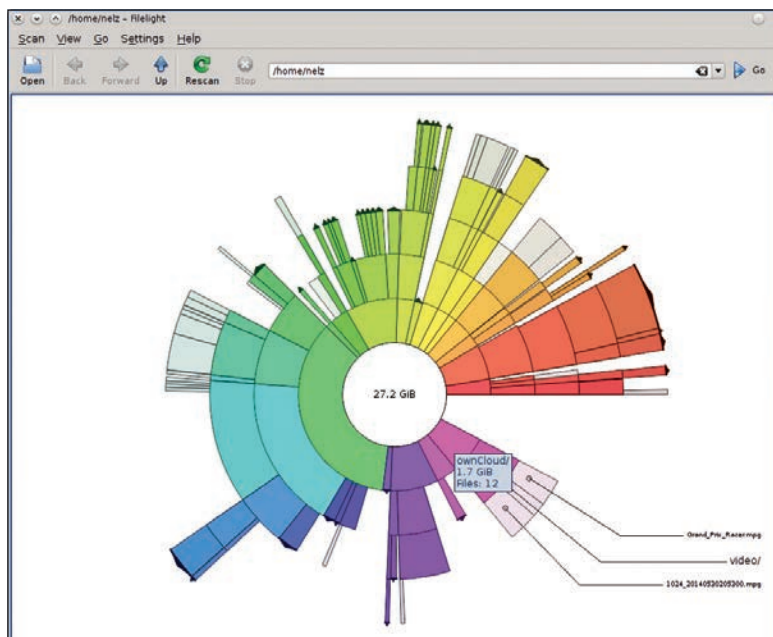 /home/nelz – Filelight
Scan View Go Settings Help
Open Back Forward Up Rescan Stop /home/nelz Go
27.2 GiB
ownCloud/
1.7 GiB
Files: 12
Grand_Prix_Racer.mpg
video/
1024_20140530205300.mpg